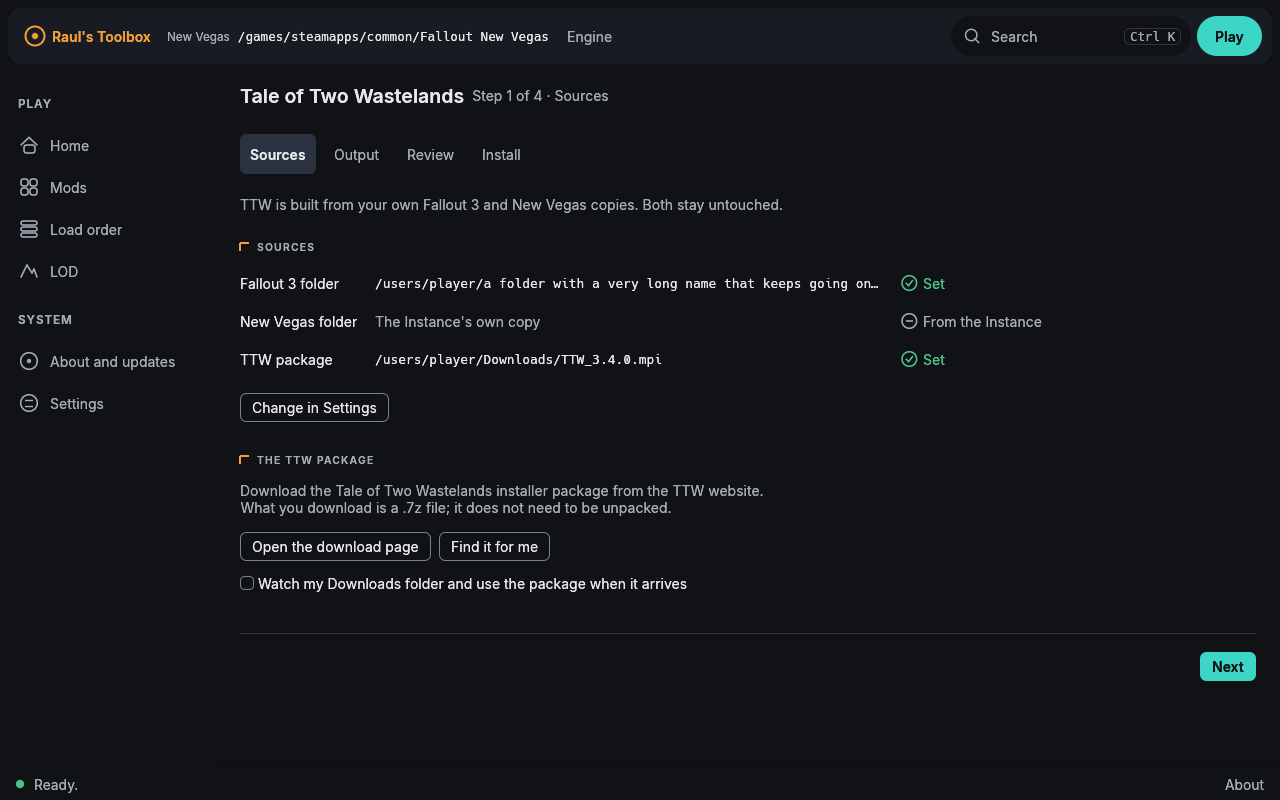 Raul's Toolbox New Vegas /games/steamapps/common/Fallout New Vegas Engine Search Ctrl K Play
PLAY
Home
Mods
Load order
LOD
SYSTEM
About and updates
Settings
Tale of Two Wastelands Step 1 of 4 · Sources
Sources Output Review Install
TTW is built from your own Fallout 3 and New Vegas copies. Both stay untouched.
SOURCES
Fallout 3 folder /users/player/a folder with a very long name that keeps going on… Set
New Vegas folder The Instance's own copy From the Instance
TTW package /users/player/Downloads/TTW_3.4.0.mpi Set
Change in Settings
THE TTW PACKAGE
Download the Tale of Two Wastelands installer package from the TTW website.
What you download is a .7z file; it does not need to be unpacked.
Open the download page Find it for me
Watch my Downloads folder and use the package when it arrives
Next
Ready. About